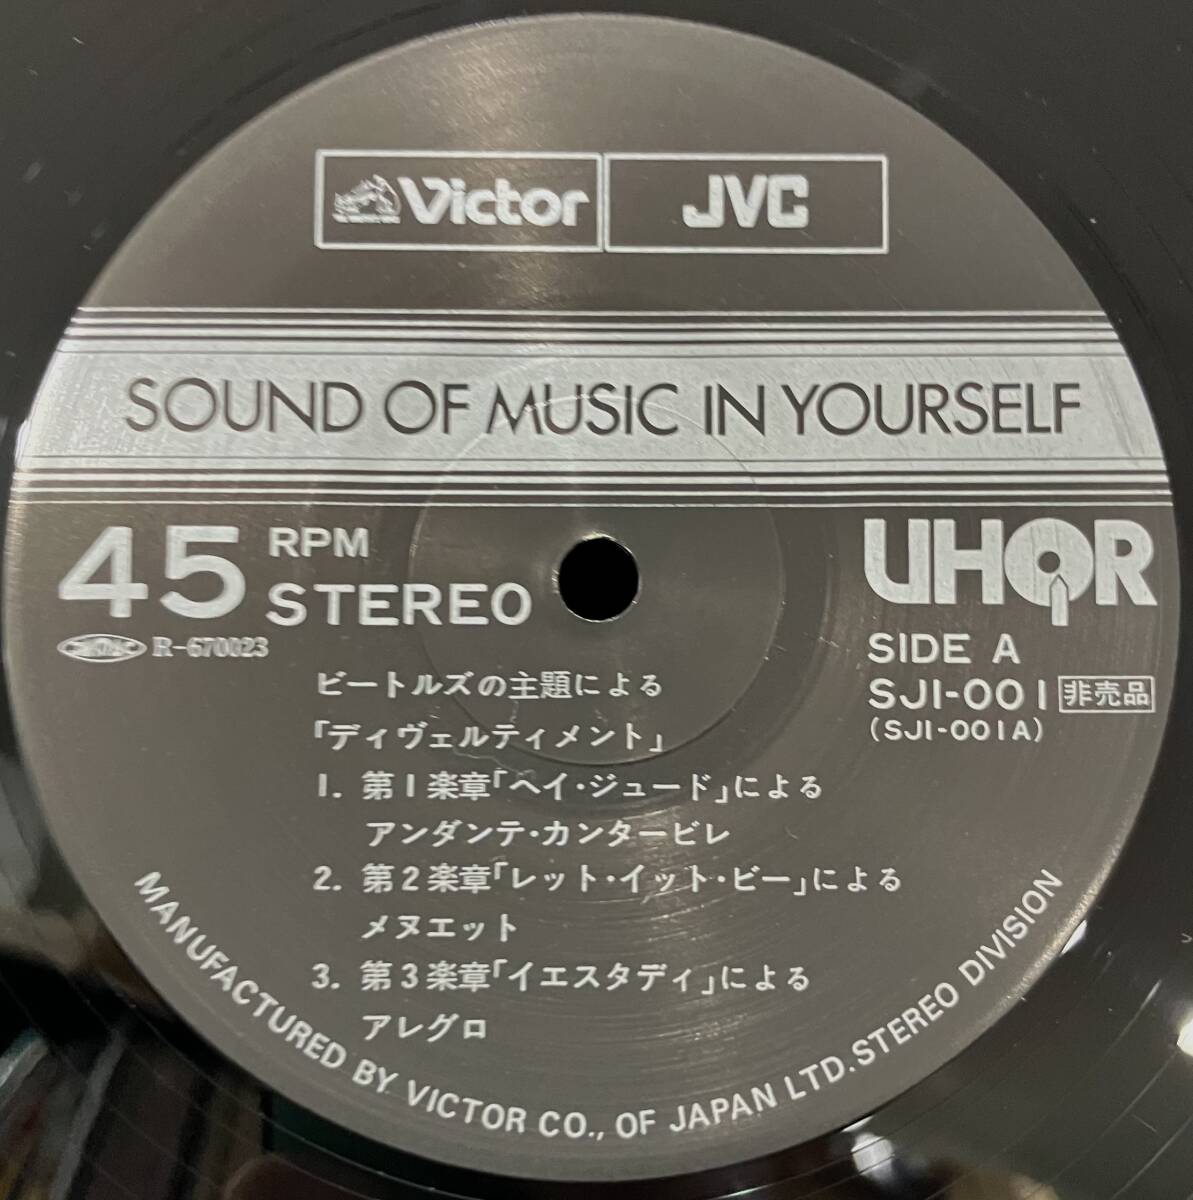 Victor JVC
SOUND OF MUSIC IN YOURSELF
45 RPM
STEREO
R-670023
UHQR
SIDE A
SJI-001 非売品
(SJI-001A)
ビートルズの主題による
「ディヴェルティメント」
1. 第1楽章「ヘイ・ジュード」による
アンダンテ・カンタービレ
2. 第2楽章「レット・イット・ビー」による
メヌエット
3. 第3楽章「イエスタディ」による
アレグロ
MANUFACTURED BY VICTOR CO., OF JAPAN LTD. STEREO DIVISION